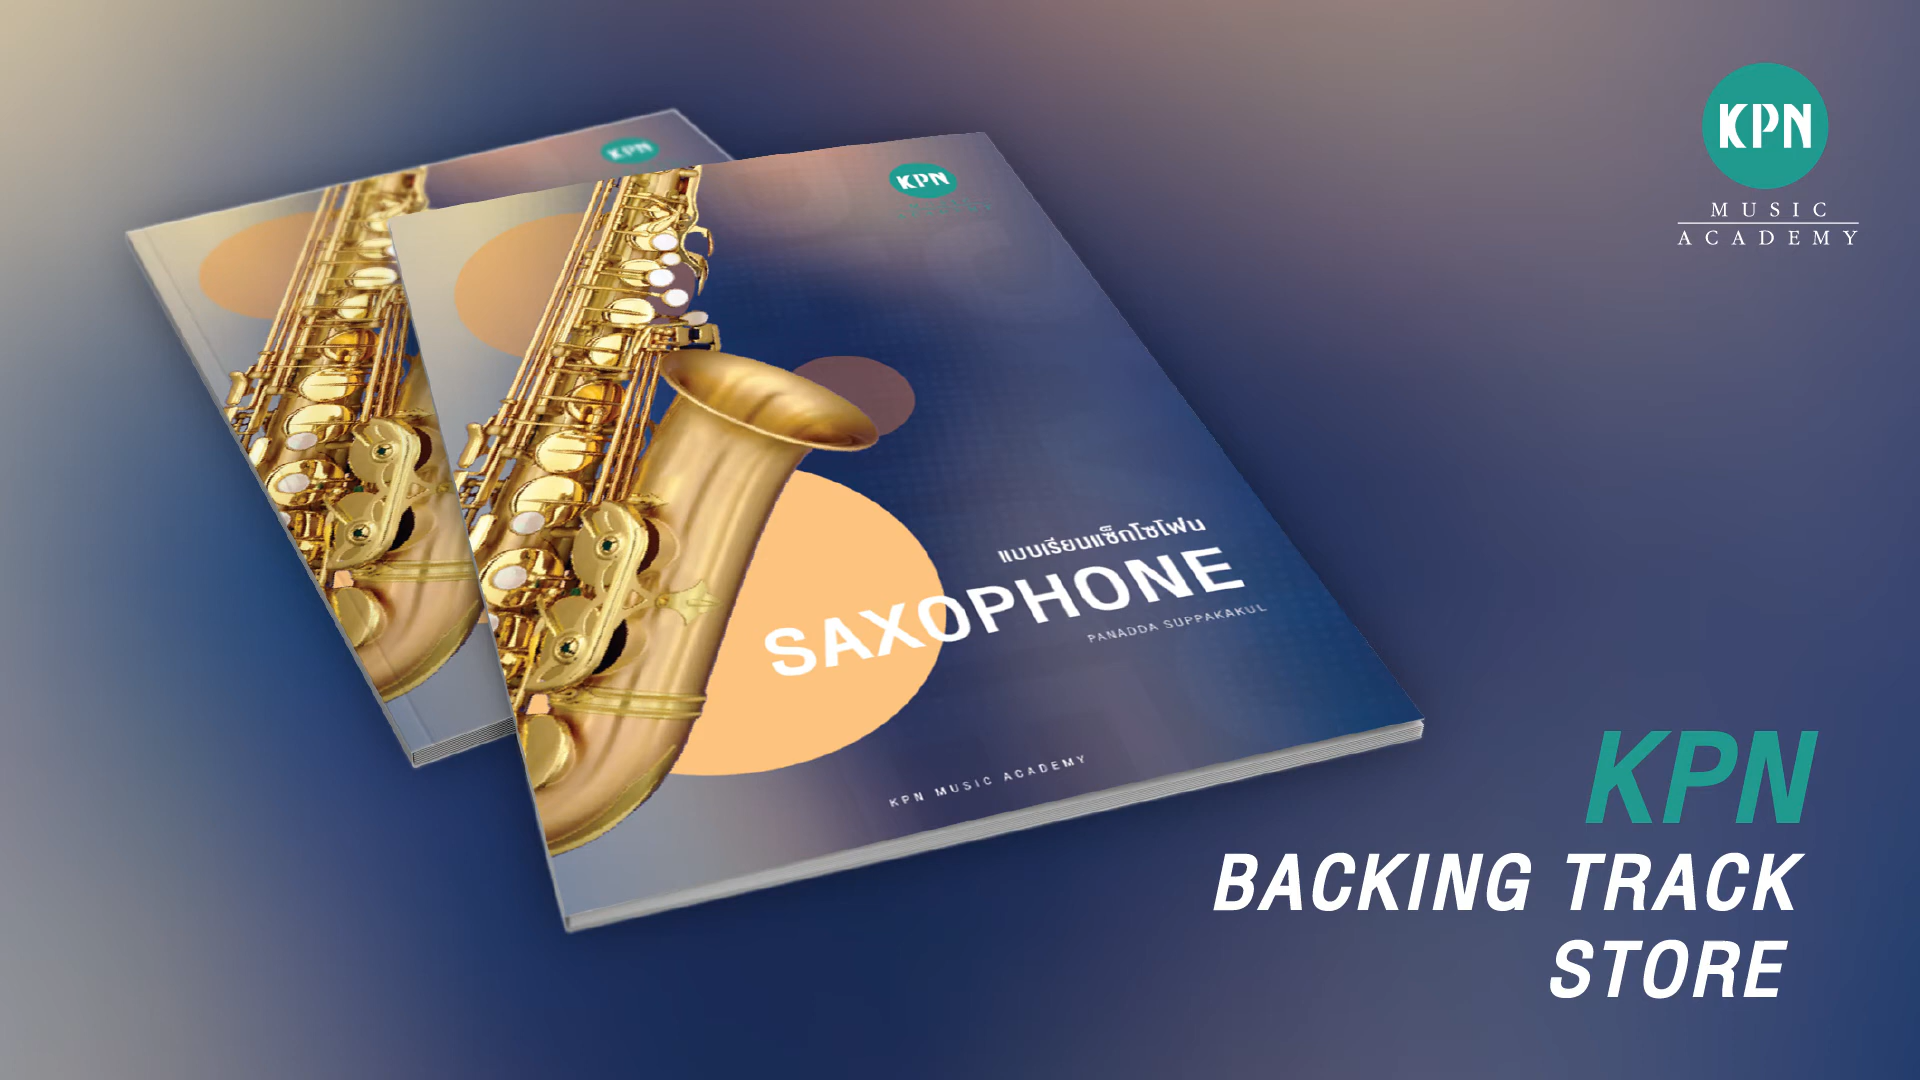 KPN
MUSIC
ACADEMY
KPN
KPN
แบบเรียนแซ็กโซโฟน
SAXOPHONE
PANADDA SUPPAKAKUL
KPN MUSIC ACADEMY
KPN
BACKING TRACK
STORE